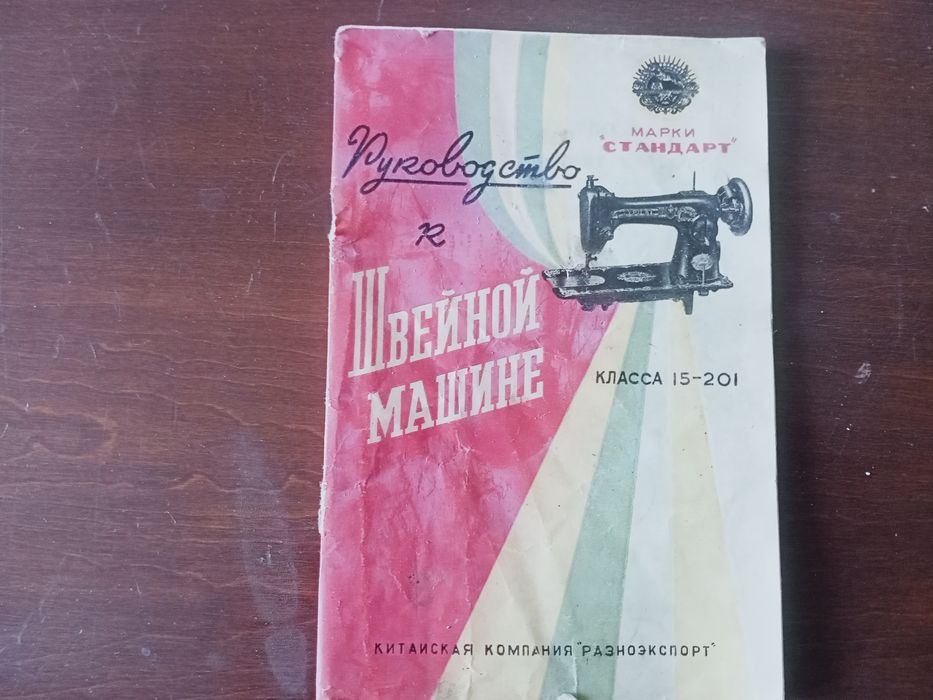 МАРКИ
"СТАНДАРТ"
Руководство
к
ШВЕЙНОЙ
МАШИНЕ
КЛАССА 15-201
КИТАЙСКАЯ КОМПАНИЯ "РАЗНОЭКСПОРТ"